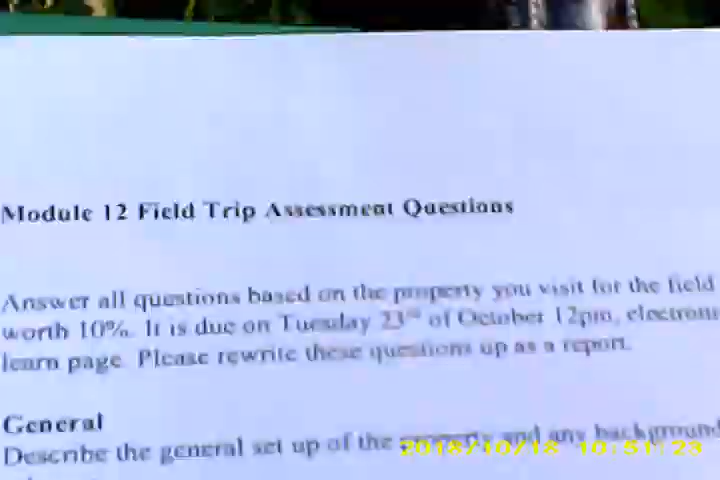 Module 12 Field Trip Assessment Questions
Answer all questions based on the property you visit for the field
worth 10%. It is due on Tuesday 23rd of October 12pm, electroni
learn page. Please rewrite these questions up as a report.
General
Describe the general set up of the property and any background
2018/10/18 10:51:23